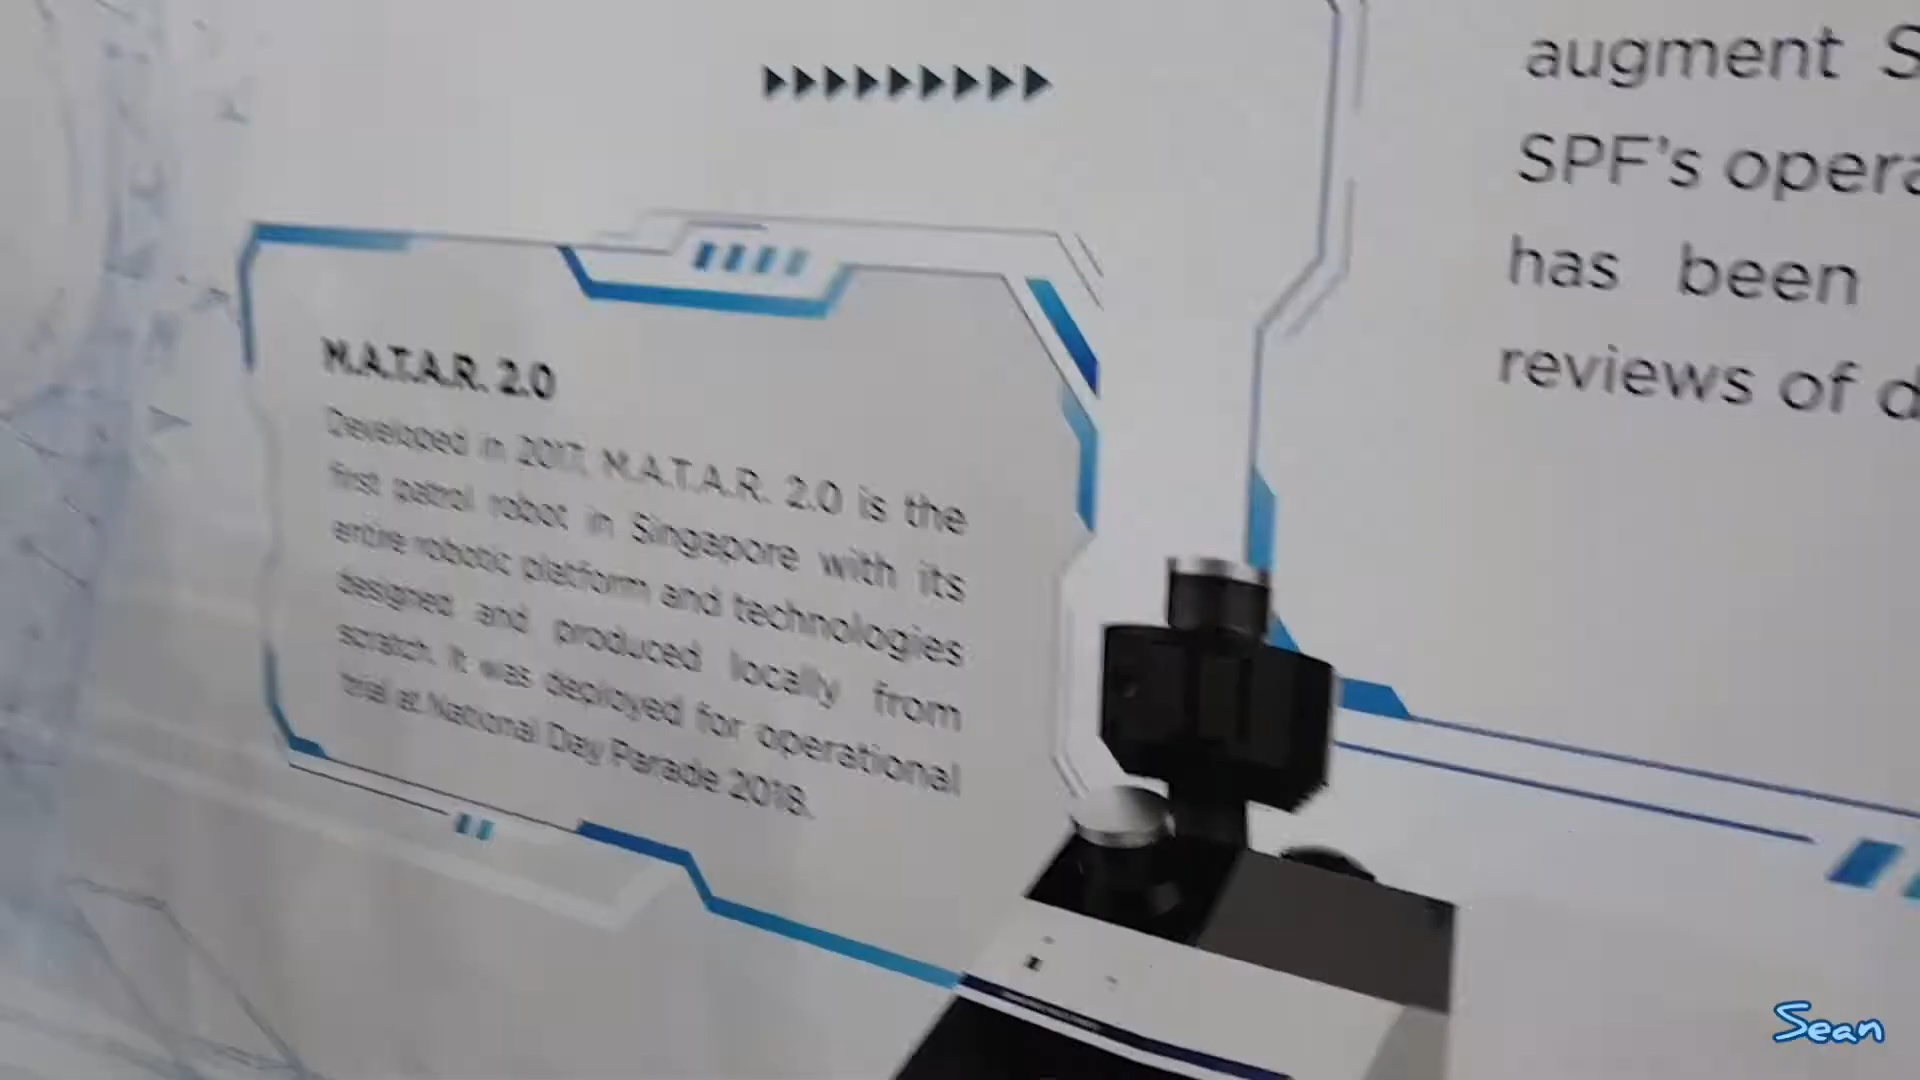 M.A.T.A.R. 2.0
Developed in 2017, M.A.T.A.R. 2.0 is the
first patrol robot in Singapore with its
entire robotic platform and technologies
designed and produced locally from
scratch. It was deployed for operational
trial at National Day Parade 2018.
augment S
SPF's opera
has been
reviews of d
Sean